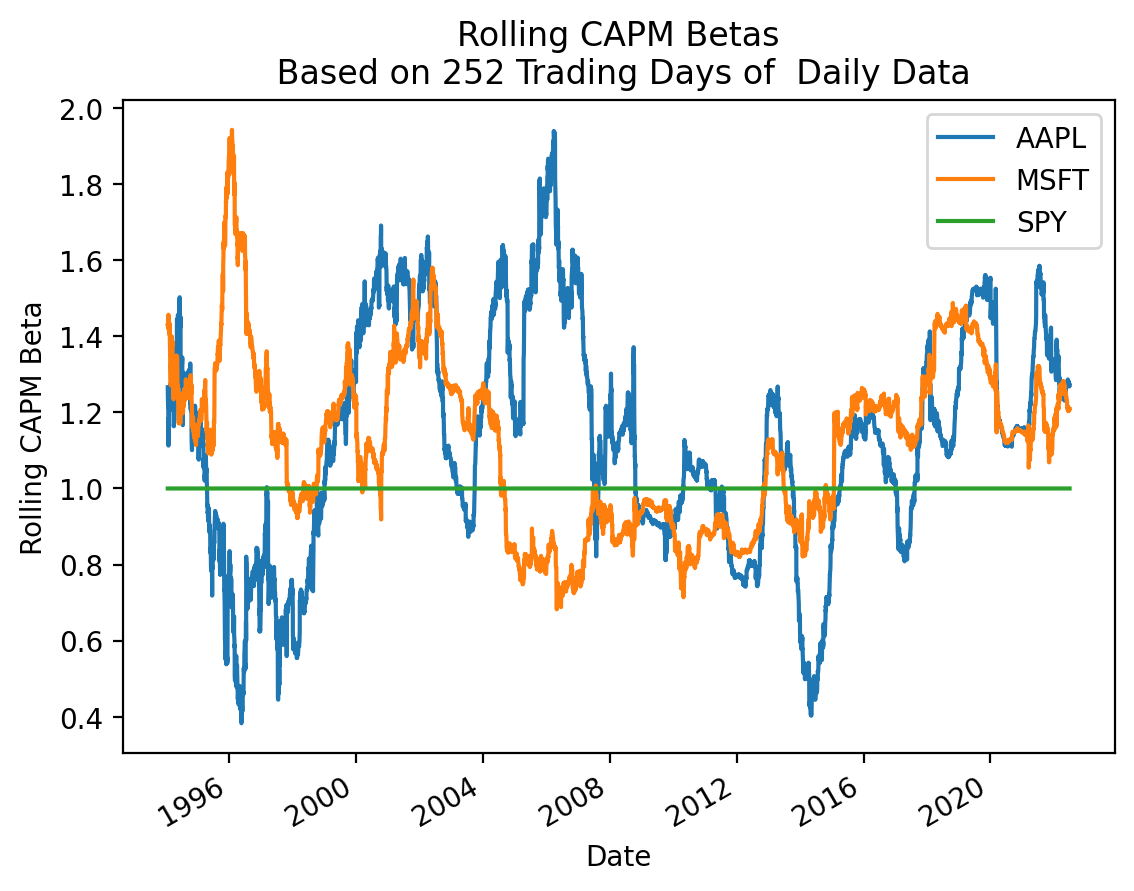 Rolling CAPM Betas
Based on 252 Trading Days of  Daily Data
AAPL
MSFT
SPY
Rolling CAPM Beta
2.0
1.8
1.6
1.4
1.2
1.0
0.8
0.6
0.4
1996
2000
2004
2008
2012
2016
2020
Date